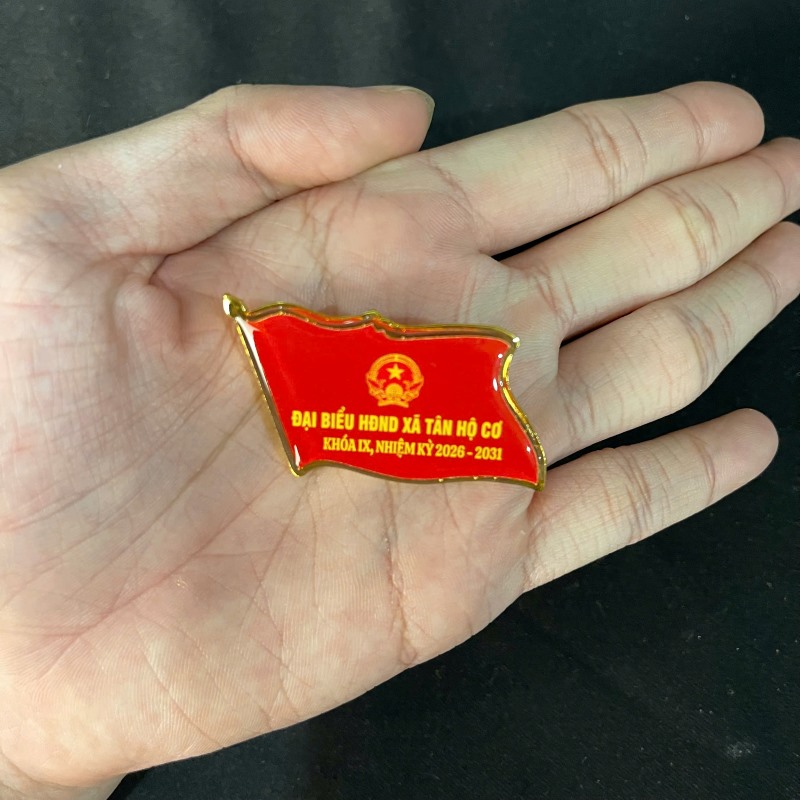 ĐẠI BIỂU HĐND XÃ TÂN HỘ CƠ
KHÓA IX, NHIỆM KỲ 2026 - 2031